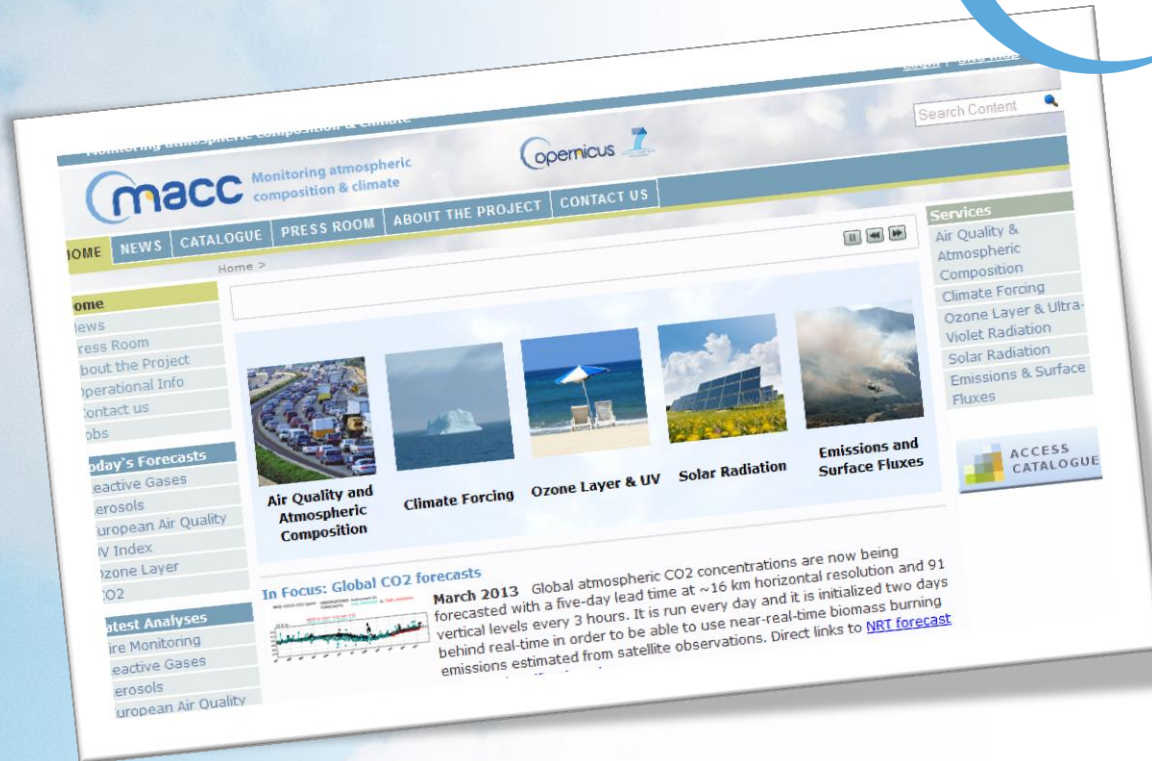 Monitoring atmospheric composition & climate
macc
Monitoring atmospheric
composition & climate
Copernicus
Search Content
HOME NEWS CATALOGUE PRESS ROOM ABOUT THE PROJECT CONTACT US
Home >
ome
ews
ress Room
bout the Project
perational Info
ontact us
obs
oday's Forecasts
eactive Gases
erosols
uropean Air Quality
V Index
zone Layer
CO2
atest Analyses
ire Monitoring
eactive Gases
erosols
uropean Air Quality
Air Quality and
Atmospheric
Composition
Climate Forcing
Ozone Layer & UV
Solar Radiation
Emissions and
Surface Fluxes
In Focus: Global CO2 forecasts
March 2013 Global atmospheric CO2 concentrations are now being
forecasted with a five-day lead time at ~16 km horizontal resolution and 91
vertical levels every 3 hours. It is run every day and it is initialized two days
behind real-time in order to be able to use near-real-time biomass burning
emissions estimated from satellite observations. Direct links to NRT forecast
Services
Air Quality &
Atmospheric
Composition
Climate Forcing
Ozone Layer & Ultra-
Violet Radiation
Solar Radiation
Emissions & Surface
Fluxes
ACCESS
CATALOGUE